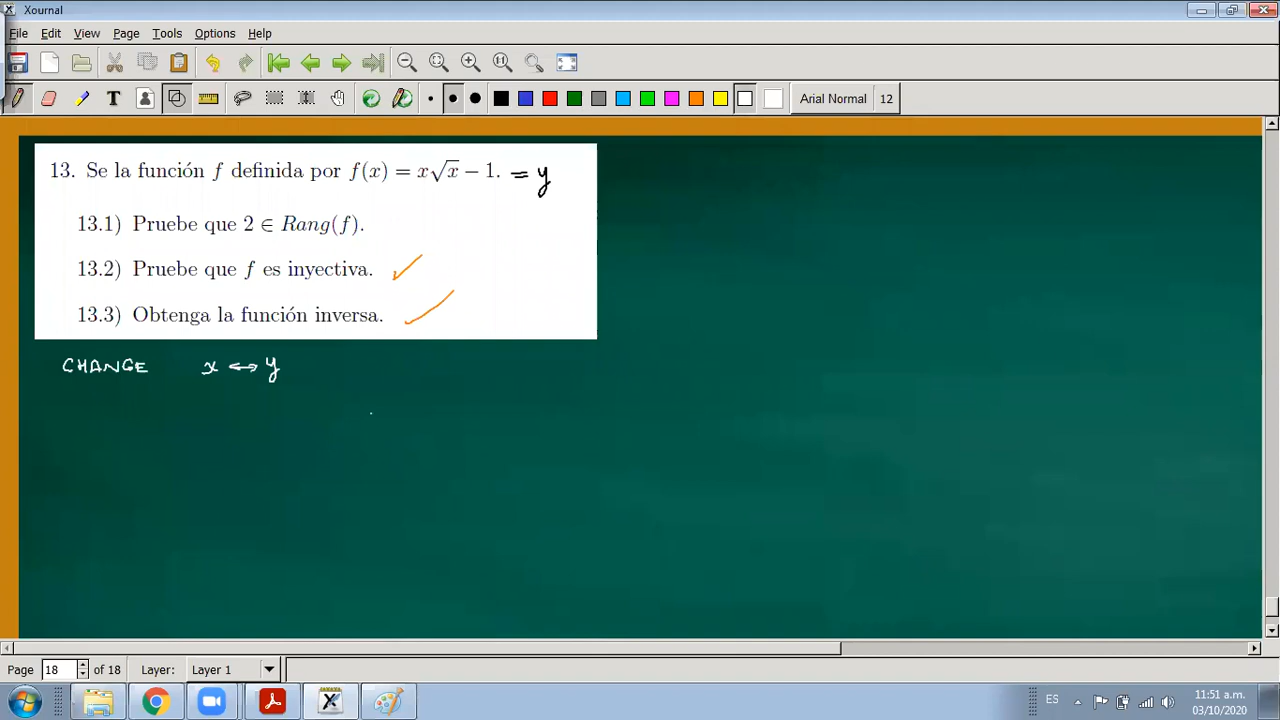 Xournal
File Edit View Page Tools Options Help
Arial Normal 12
13. Se la función f definida por f(x) = x√x − 1. = y
13.1) Pruebe que 2 ∈ Rang(f).
13.2) Pruebe que f es inyectiva. ✓
13.3) Obtenga la función inversa. ✓
CHANGE x ↔ y
Page 18 of 18 Layer: Layer 1
ES 11:51 a.m.
03/10/2020